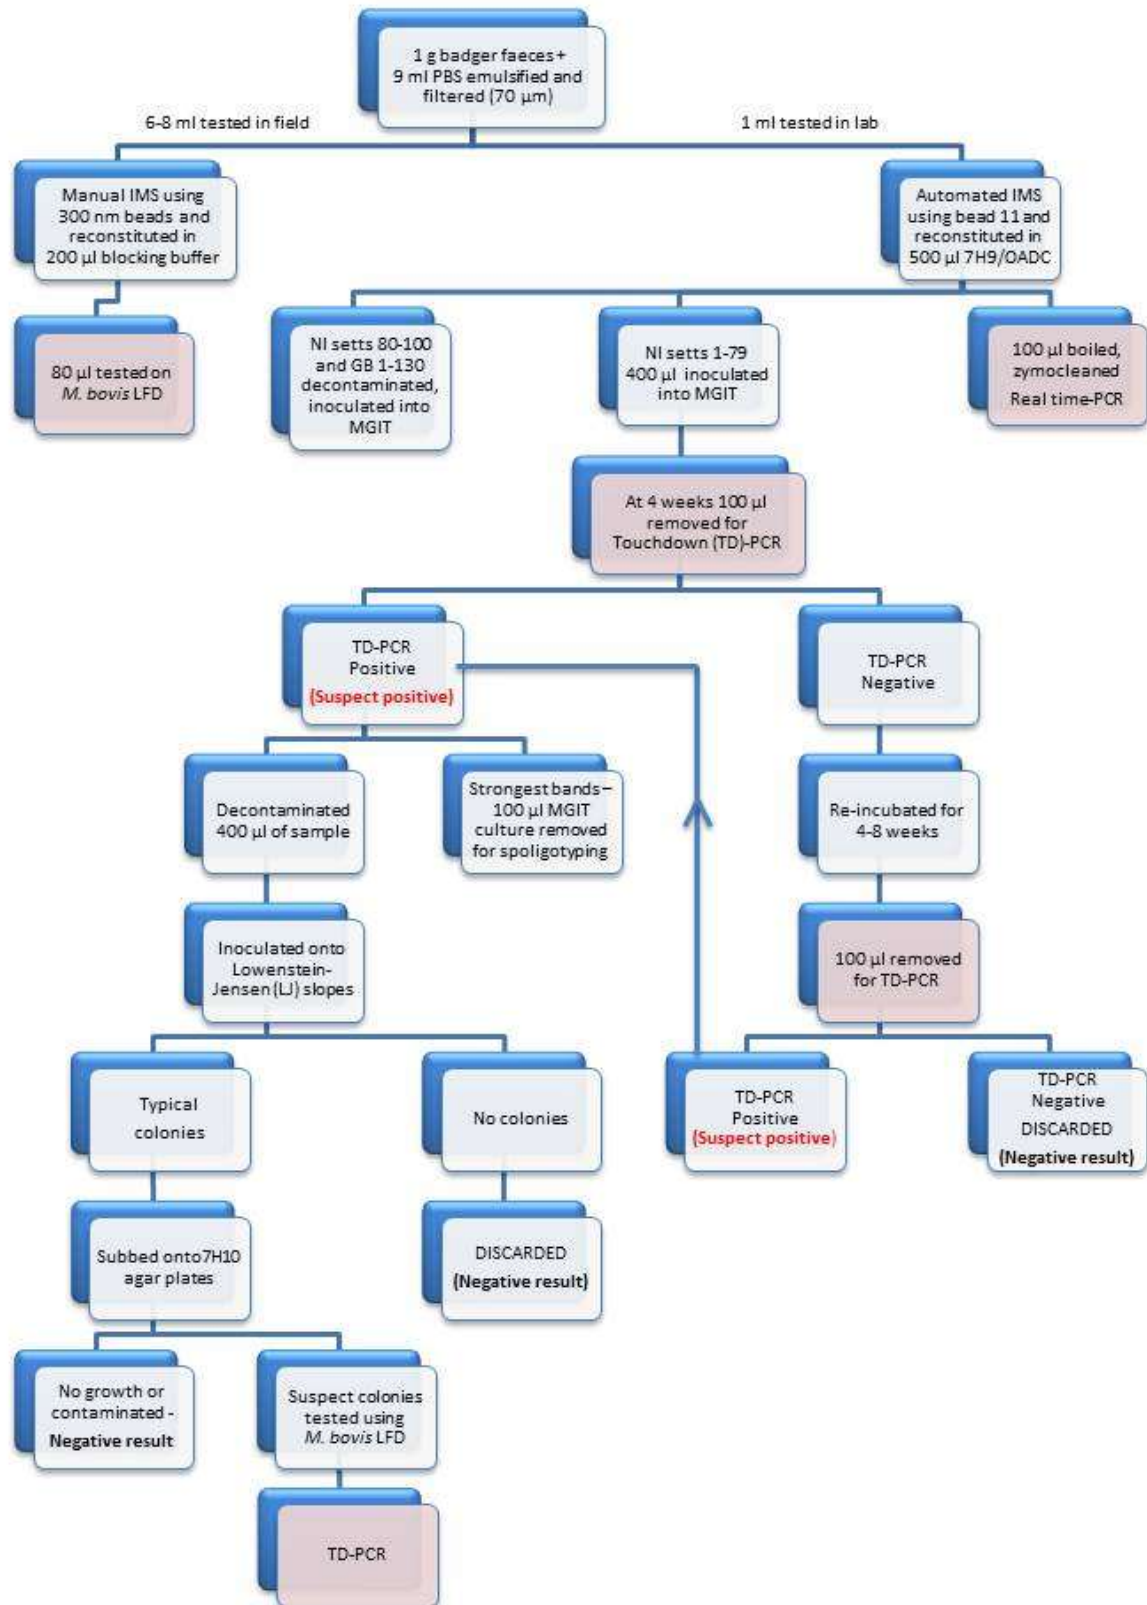 1 g badger faeces +
9 ml PBS emulsified and
filtered (70 µm)
6-8 ml tested in field
1 ml tested in lab
Manual IMS using
300 nm beads and
reconstituted in
200 µl blocking buffer
Automated IMS
using bead 11 and
reconstituted in
500 µl 7H9/OADC
80 µl tested on
M. bovis LFD
NI setts 80-100
and GB 1-130
decontaminated,
inoculated into
MGIT
NI setts 1-79
400 µl inoculated
into MGIT
100 µl boiled,
zymocleaned
Real time-PCR
At 4 weeks 100 µl
removed for
Touchdown (TD)-PCR
TD-PCR
Positive
(Suspect positive)
TD-PCR
Negative
Decontaminated
400 µl of sample
Strongest bands –
100 µl MGIT
culture removed
for spoligotyping
Re-incubated for
4-8 weeks
Inoculated onto
Lowenstein-
Jensen (LJ) slopes
100 µl removed
for TD-PCR
Typical
colonies
No colonies
TD-PCR
Positive
(Suspect positive)
TD-PCR
Negative
DISCARDED
(Negative result)
Subbed onto 7H10
agar plates
DISCARDED
(Negative result)
No growth or
contaminated -
Negative result
Suspect colonies
tested using
M. bovis LFD
TD-PCR